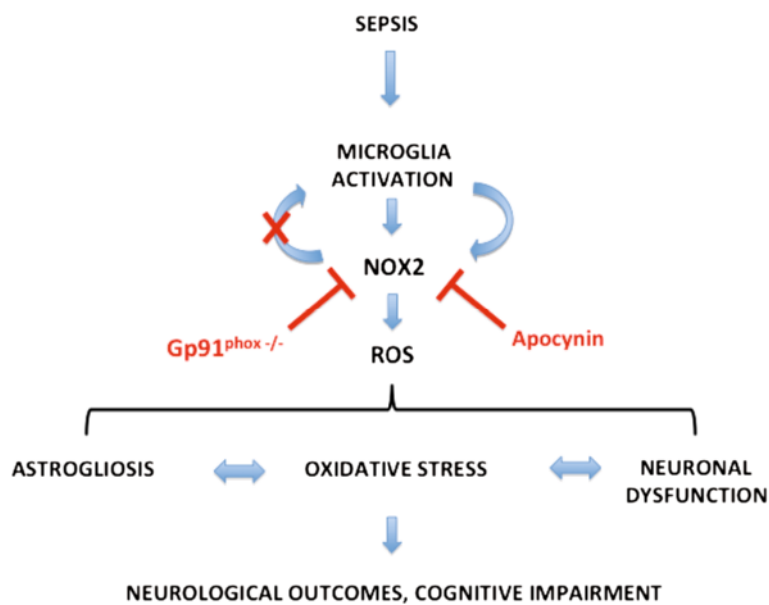 SEPSIS
MICROGLIA
ACTIVATION
NOX2
Gp91phox -/-
Apocynin
ROS
ASTROGLIOSIS
OXIDATIVE STRESS
NEURONAL
DYSFUNCTION
NEUROLOGICAL OUTCOMES, COGNITIVE IMPAIRMENT